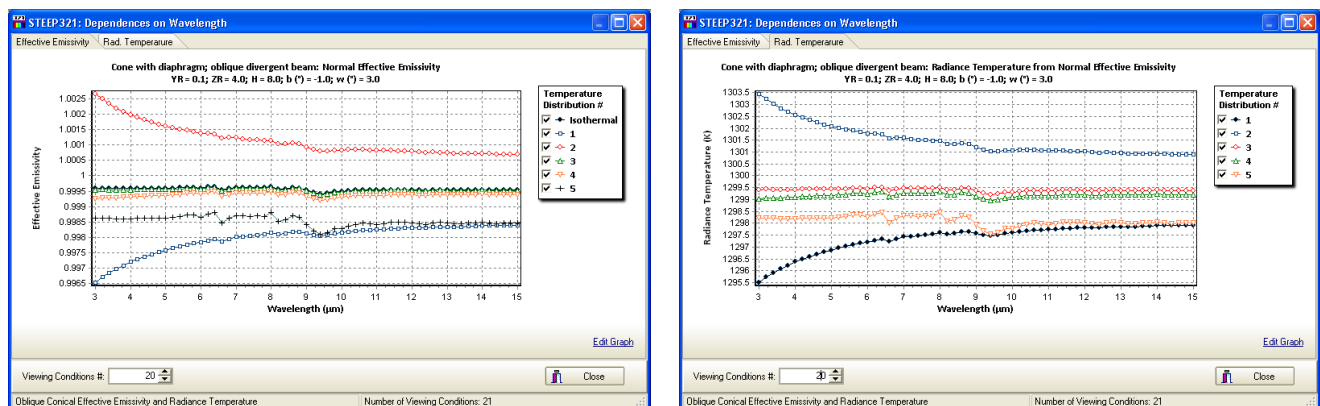 STEEP321: Dependences on Wavelength
Effective Emissivity Rad. Temperarure
Cone with diaphragm; oblique divergent beam: Normal Effective Emissivity
YR = 0.1; ZR = 4.0; H = 8.0; b (°) = -1.0; w (°) = 3.0
Effective Emissivity
1.0025
1.002
1.0015
1.001
1.0005
1
0.9995
0.999
0.9985
0.998
0.9975
0.997
0.9965
3 4 5 6 7 8 9 10 11 12 13 14 15
Wavelength (µm)
Temperature
Distribution #
Isothermal
1
2
3
4
5
Edit Graph
Viewing Conditions #: 20
Close
Oblique Conical Effective Emissivity and Radiance Temperature Number of Viewing Conditions: 21
STEEP321: Dependences on Wavelength
Effective Emissivity Rad. Temperarure
Cone with diaphragm; oblique divergent beam: Radiance Temperature from Normal Effective Emissivity
YR = 0.1; ZR = 4.0; H = 8.0; b (°) = -1.0; w (°) = 3.0
Radiance Temperature (K)
1303.5
1303
1302.5
1302
1301.5
1301
1300.5
1300
1299.5
1299
1298.5
1298
1297.5
1297
1296.5
1296
1295.5
3 4 5 6 7 8 9 10 11 12 13 14 15
Wavelength (µm)
Temperature
Distribution #
1
2
3
4
5
Edit Graph
Viewing Conditions #: 20
Close
Oblique Conical Effective Emissivity and Radiance Temperature Number of Viewing Conditions: 21